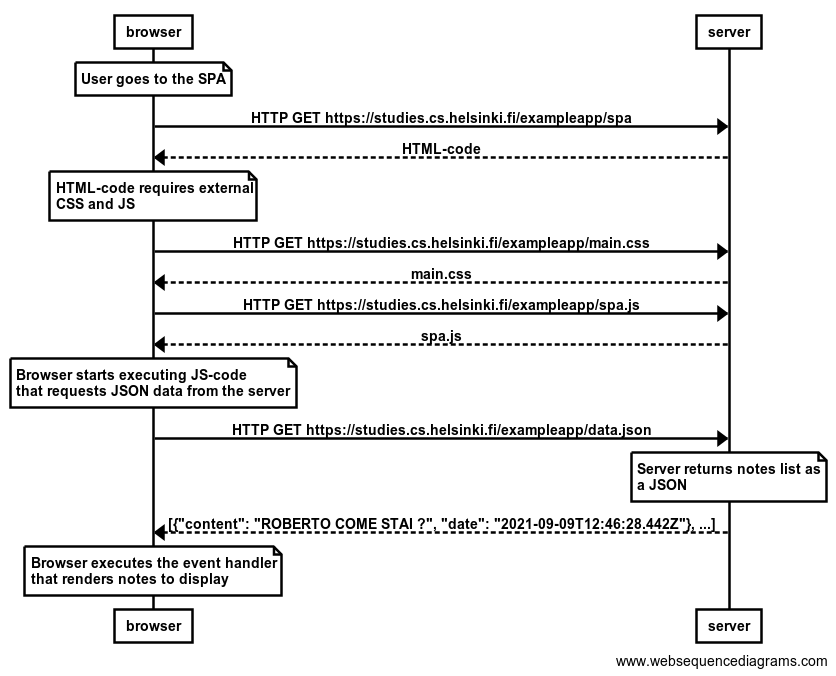 browser server
User goes to the SPA
HTTP GET https://studies.cs.helsinki.fi/exampleapp/spa
HTML-code
HTML-code requires external
CSS and JS
HTTP GET https://studies.cs.helsinki.fi/exampleapp/main.css
main.css
HTTP GET https://studies.cs.helsinki.fi/exampleapp/spa.js
spa.js
Browser starts executing JS-code
that requests JSON data from the server
HTTP GET https://studies.cs.helsinki.fi/exampleapp/data.json
Server returns notes list as
a JSON
[{"content": "ROBERTO COME STAI ?", "date": "2021-09-09T12:46:28.442Z"}, ...]
Browser executes the event handler
that renders notes to display
browser server
www.websequencediagrams.com